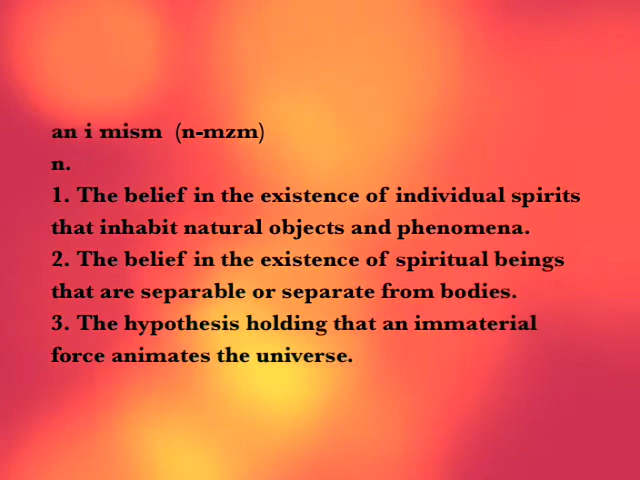 an i mism (n-mzm)
n.
1. The belief in the existence of individual spirits
that inhabit natural objects and phenomena.
2. The belief in the existence of spiritual beings
that are separable or separate from bodies.
3. The hypothesis holding that an immaterial
force animates the universe.